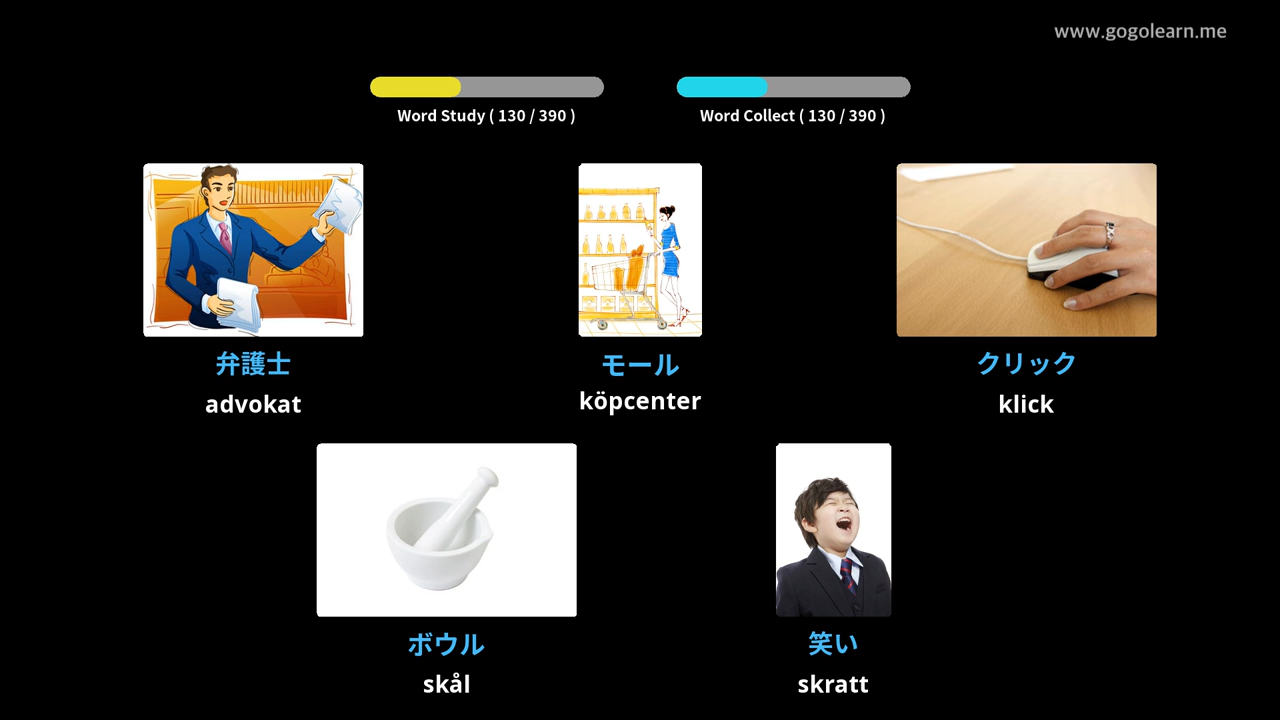 www.gogolearn.me
Word Study ( 130 / 390 )
Word Collect ( 130 / 390 )
弁護士
advokat
モール
köpcenter
クリック
klick
ボウル
skål
笑い
skratt